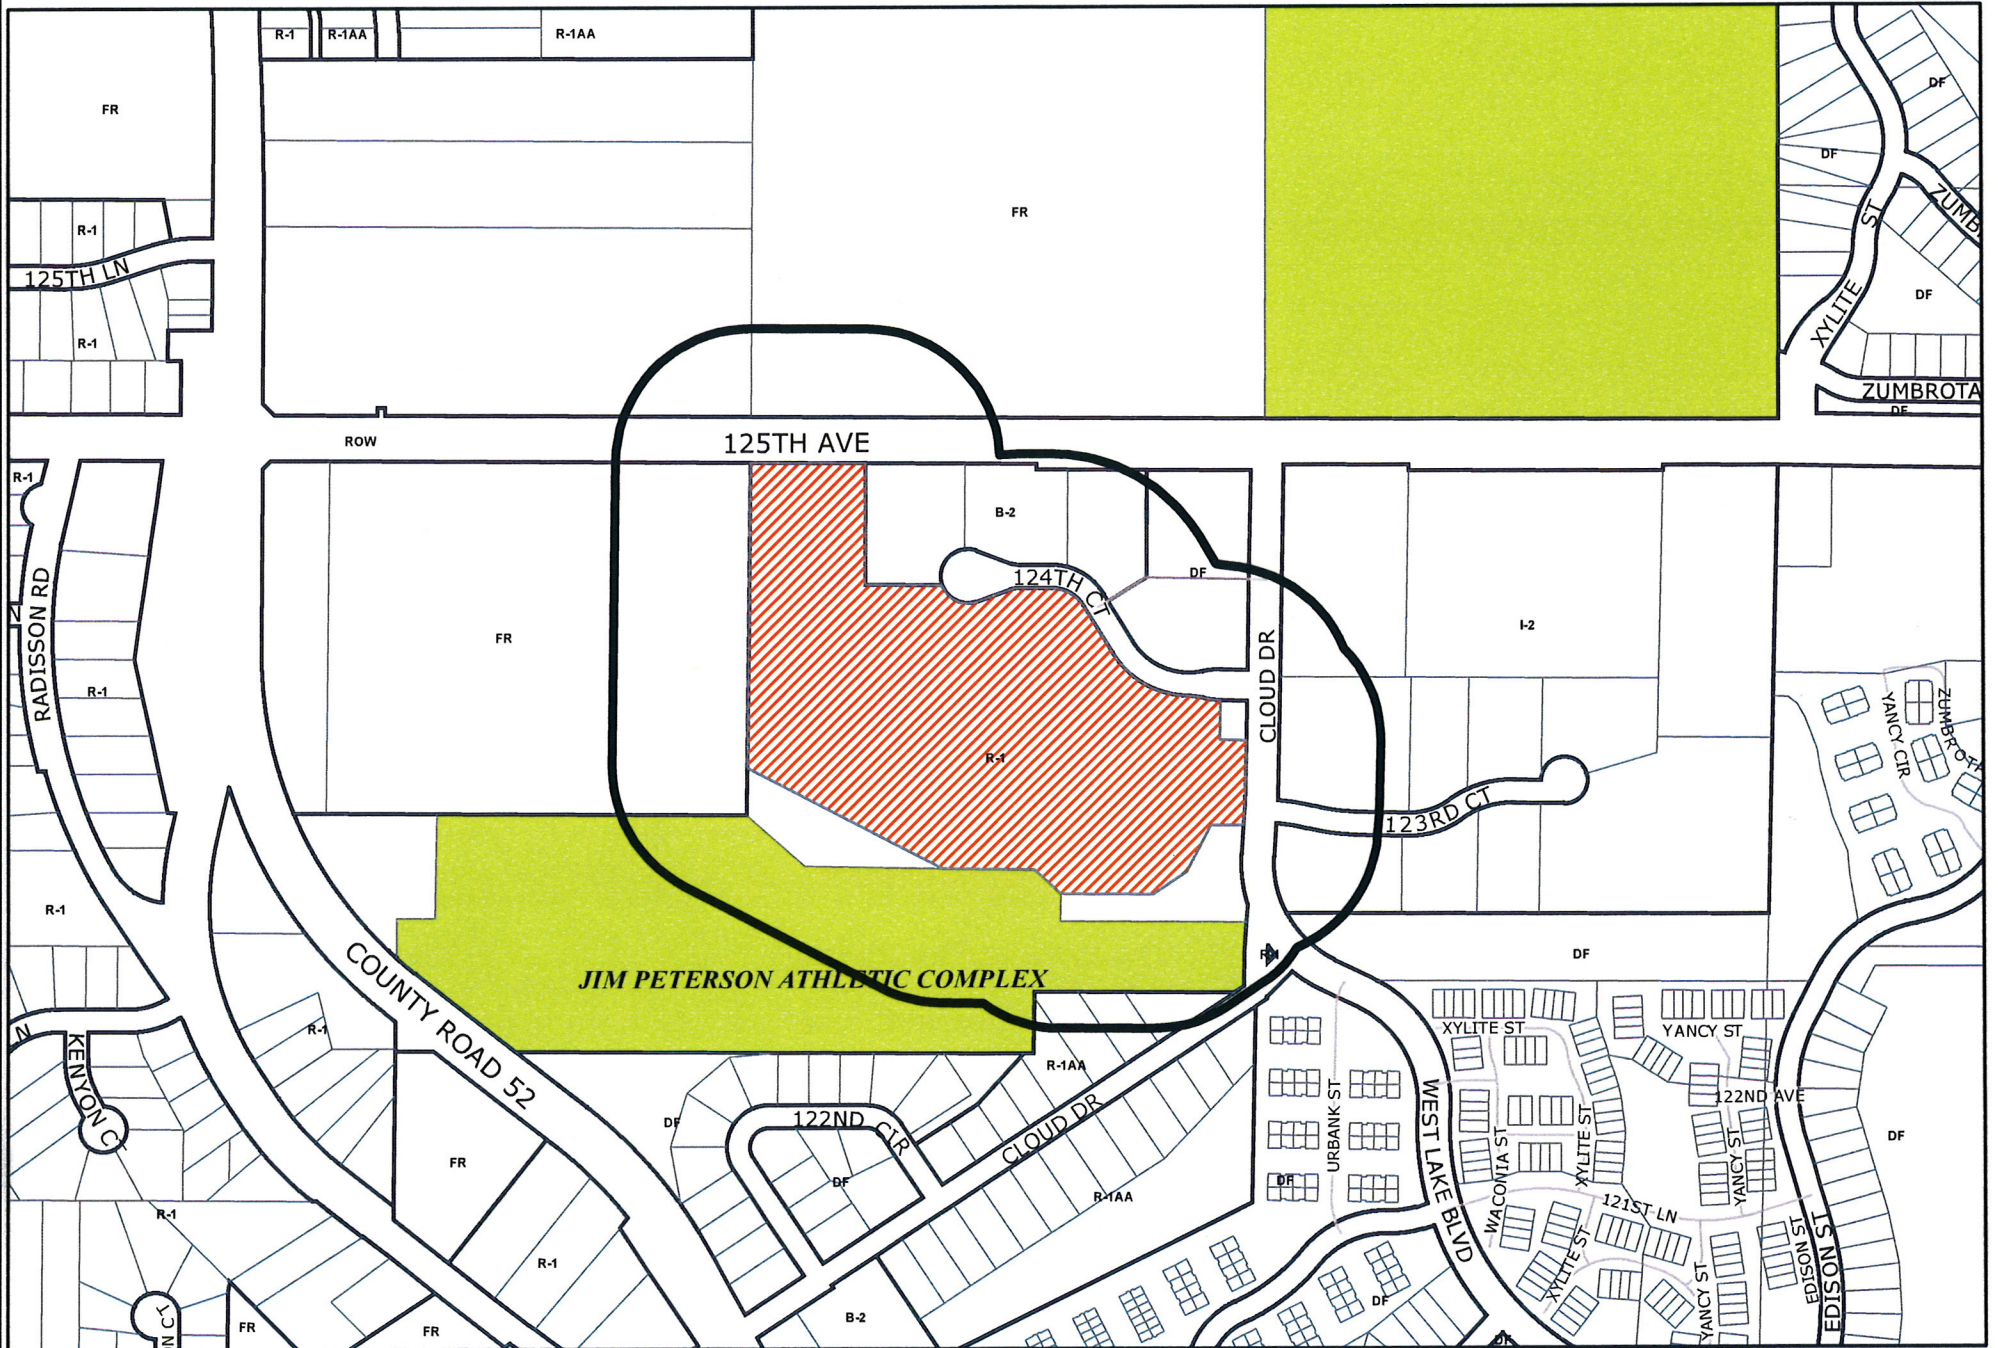 R-1
R-1AA
R-1AA
FR
DF
DF
R-1
FR
ST
125TH LN
DF
XYLITE
R-1
ZUMBROTA
DF
ROW
125TH AVE
R-1
B-2
124TH CT
DF
RADISSON RD
FR
I-2
CLOUD DR
R-1
R-1
YANCY CIR
123RD CT
R-1
COUNTY ROAD 52
JIM PETERSON ATHLETIC COMPLEX
DF
R-1
N
KENYON C
XYLITE ST
YANCY ST
R-1AA
122ND CIR
DF
CLOUD DR
URBANK ST
WEST LAKE BLVD
WACONIA ST
XYLITE ST
122ND AVE
YANCY ST
DF
FR
DF
R-1AA
DF
121ST LN
R-1
R-1
XYLITE ST
YANCY ST
EDISON ST
EDISON ST
DF
FR
FR
B-2